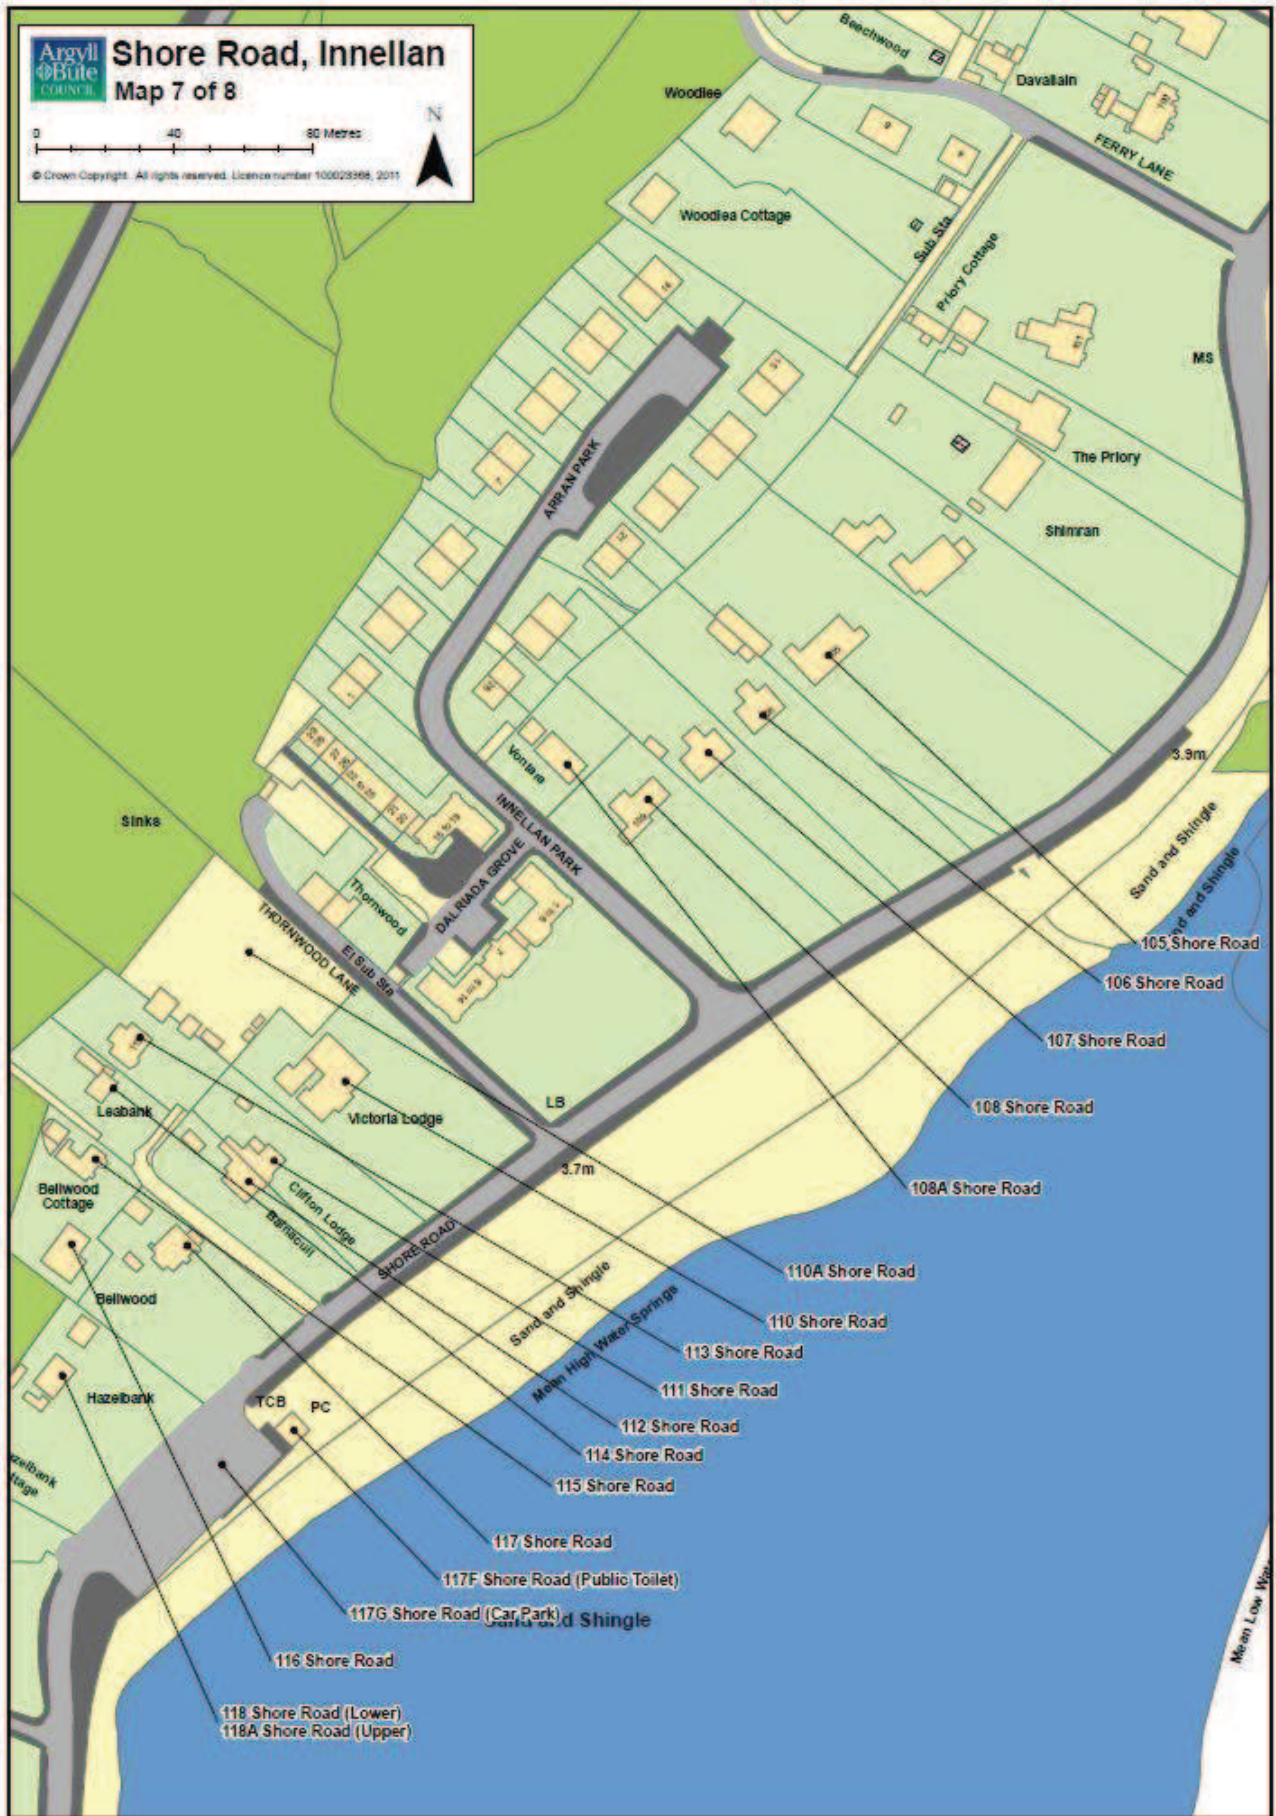 Argyll
&Bute
COUNCIL
Shore Road, Innellan
Map 7 of 8
N
0 40 80 Metres
© Crown Copyright. All rights reserved. Licence number 100023368, 2011
Beechwood
Davallain
Woodlee
FERRY LANE
Woodlea Cottage
El
Sub Sta
Priory Cottage
MS
ARRAN PARK
The Priory
Shimran
Vontare
INNELLAN PARK
3.9m
Sinks
Sand and Shingle
DALRIADA GROVE
Thornwood
THORNWOOD LANE
El Sub Sta
105 Shore Road
106 Shore Road
107 Shore Road
108 Shore Road
108A Shore Road
LB
Leabank
Victoria Lodge
3.7m
Bellwood
Cottage
Clifton Lodge
Barnacull
SHORE ROAD
Bellwood
110A Shore Road
110 Shore Road
113 Shore Road
111 Shore Road
112 Shore Road
114 Shore Road
115 Shore Road
Sand and Shingle
Mean High Water Springs
Hazelbank
TCB
PC
117 Shore Road
117F Shore Road (Public Toilet)
117G Shore Road (Car Park)
Sand and Shingle
116 Shore Road
118 Shore Road (Lower)
118A Shore Road (Upper)
Mean Low Wat